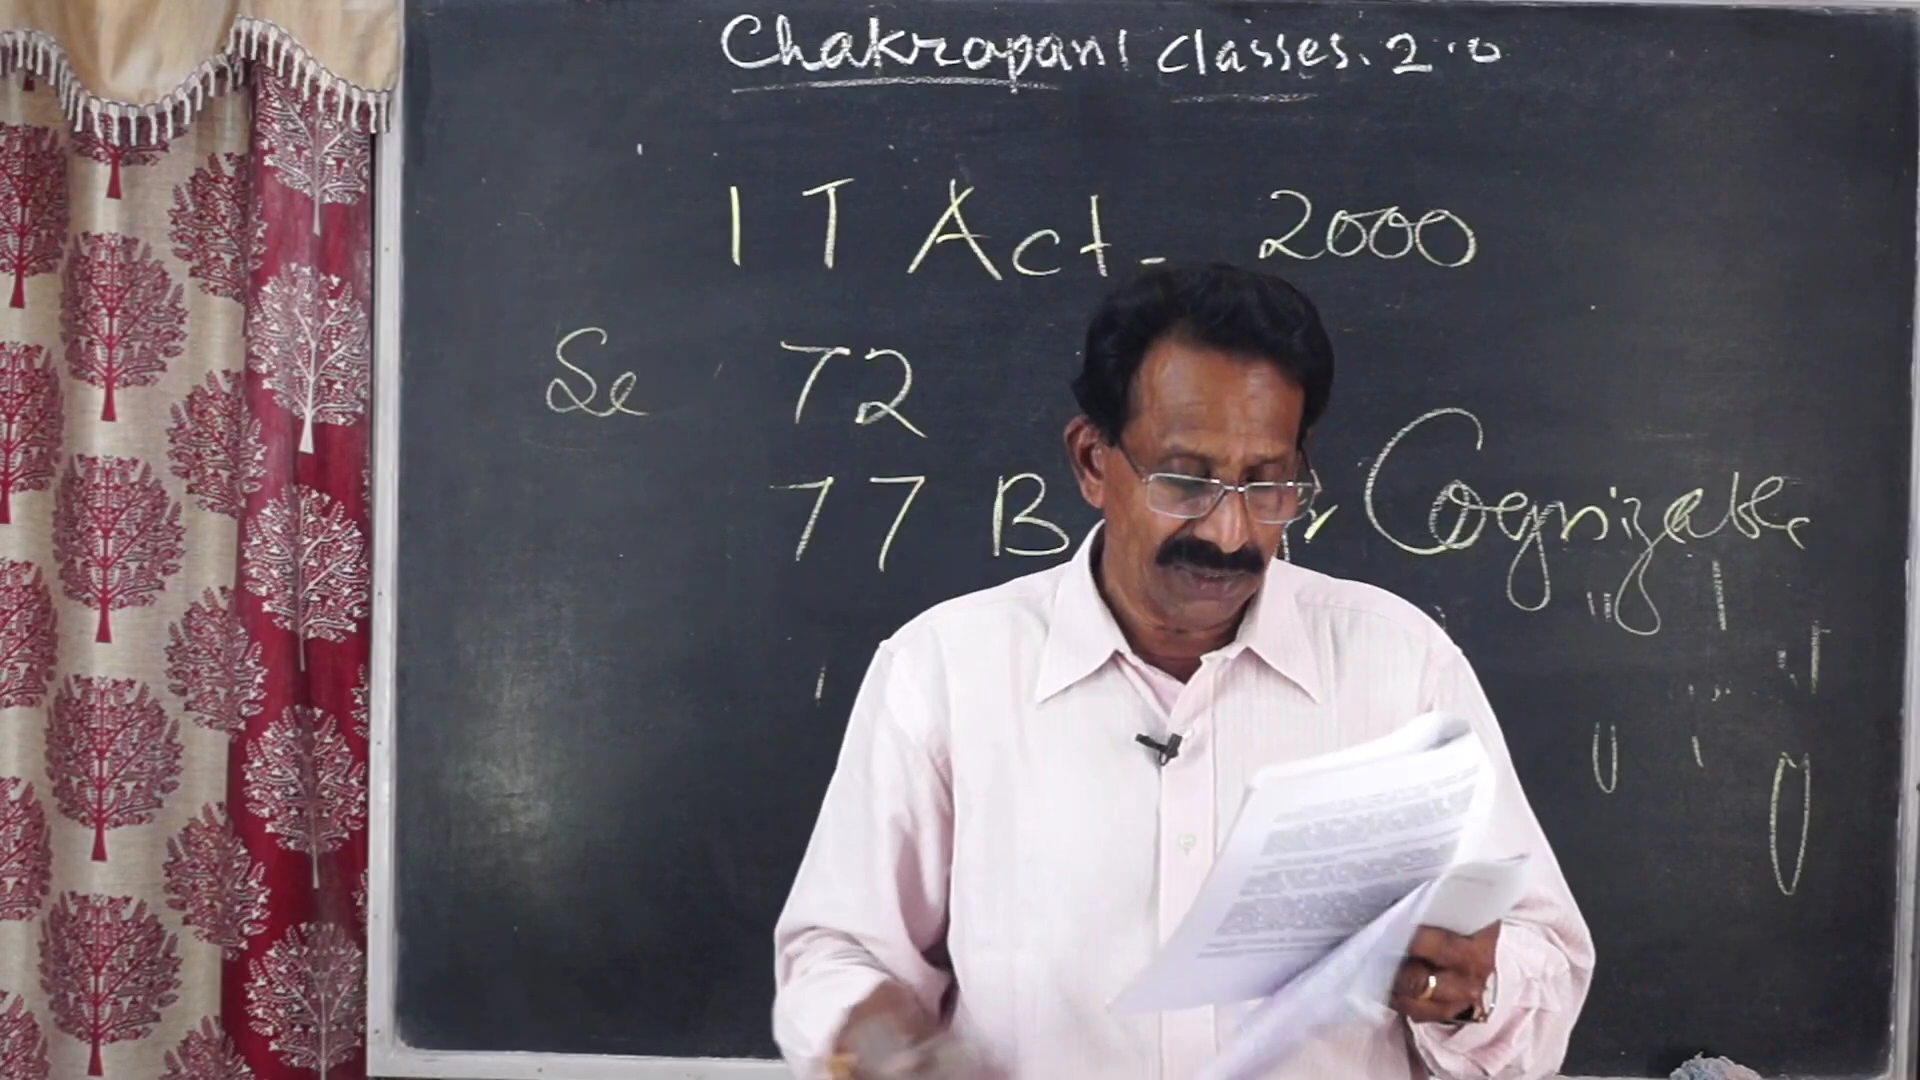 Chakrapani Classes. 2.0
IT Act - 2000
Se 72
77 B Cognizable